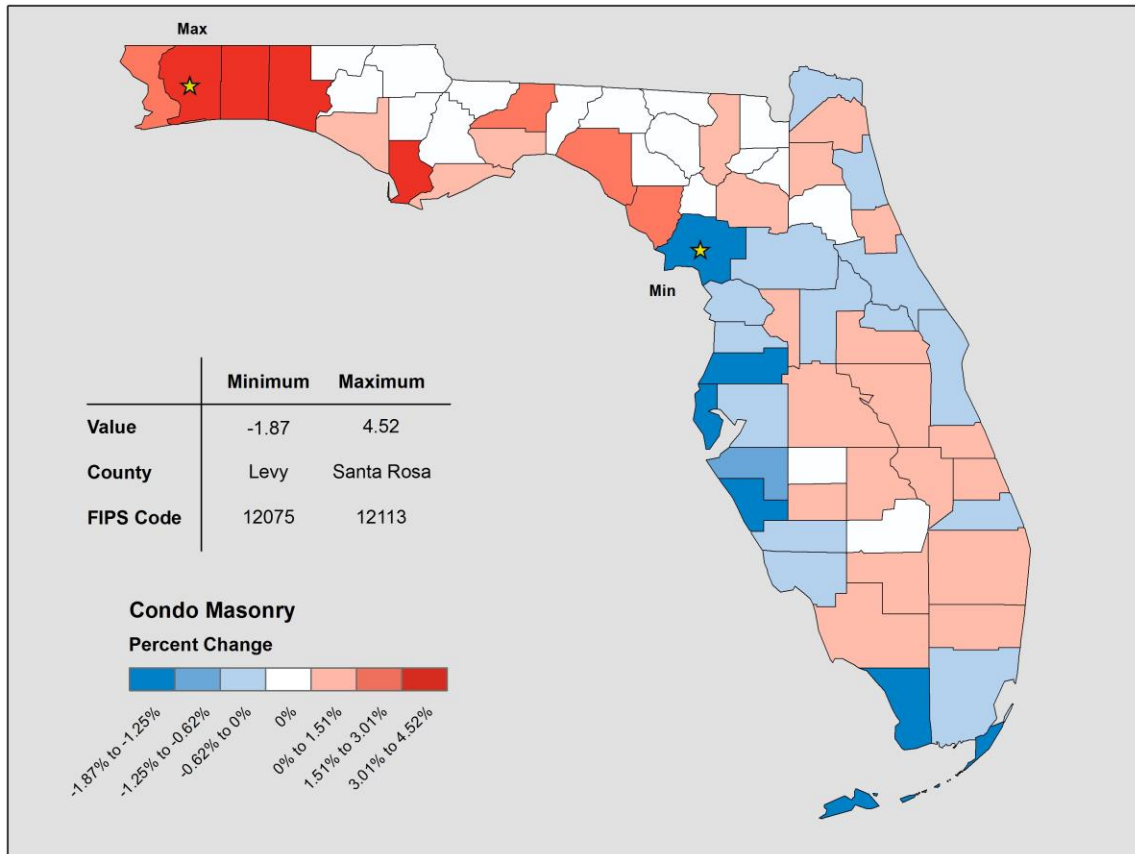 Max
Min
Minimum Maximum
Value -1.87 4.52
County Levy Santa Rosa
FIPS Code 12075 12113
Condo Masonry
Percent Change
-1.87% to -1.25%
-1.25% to -0.62%
-0.62% to 0%
0%
0% to 1.51%
1.51% to 3.01%
3.01% to 4.52%